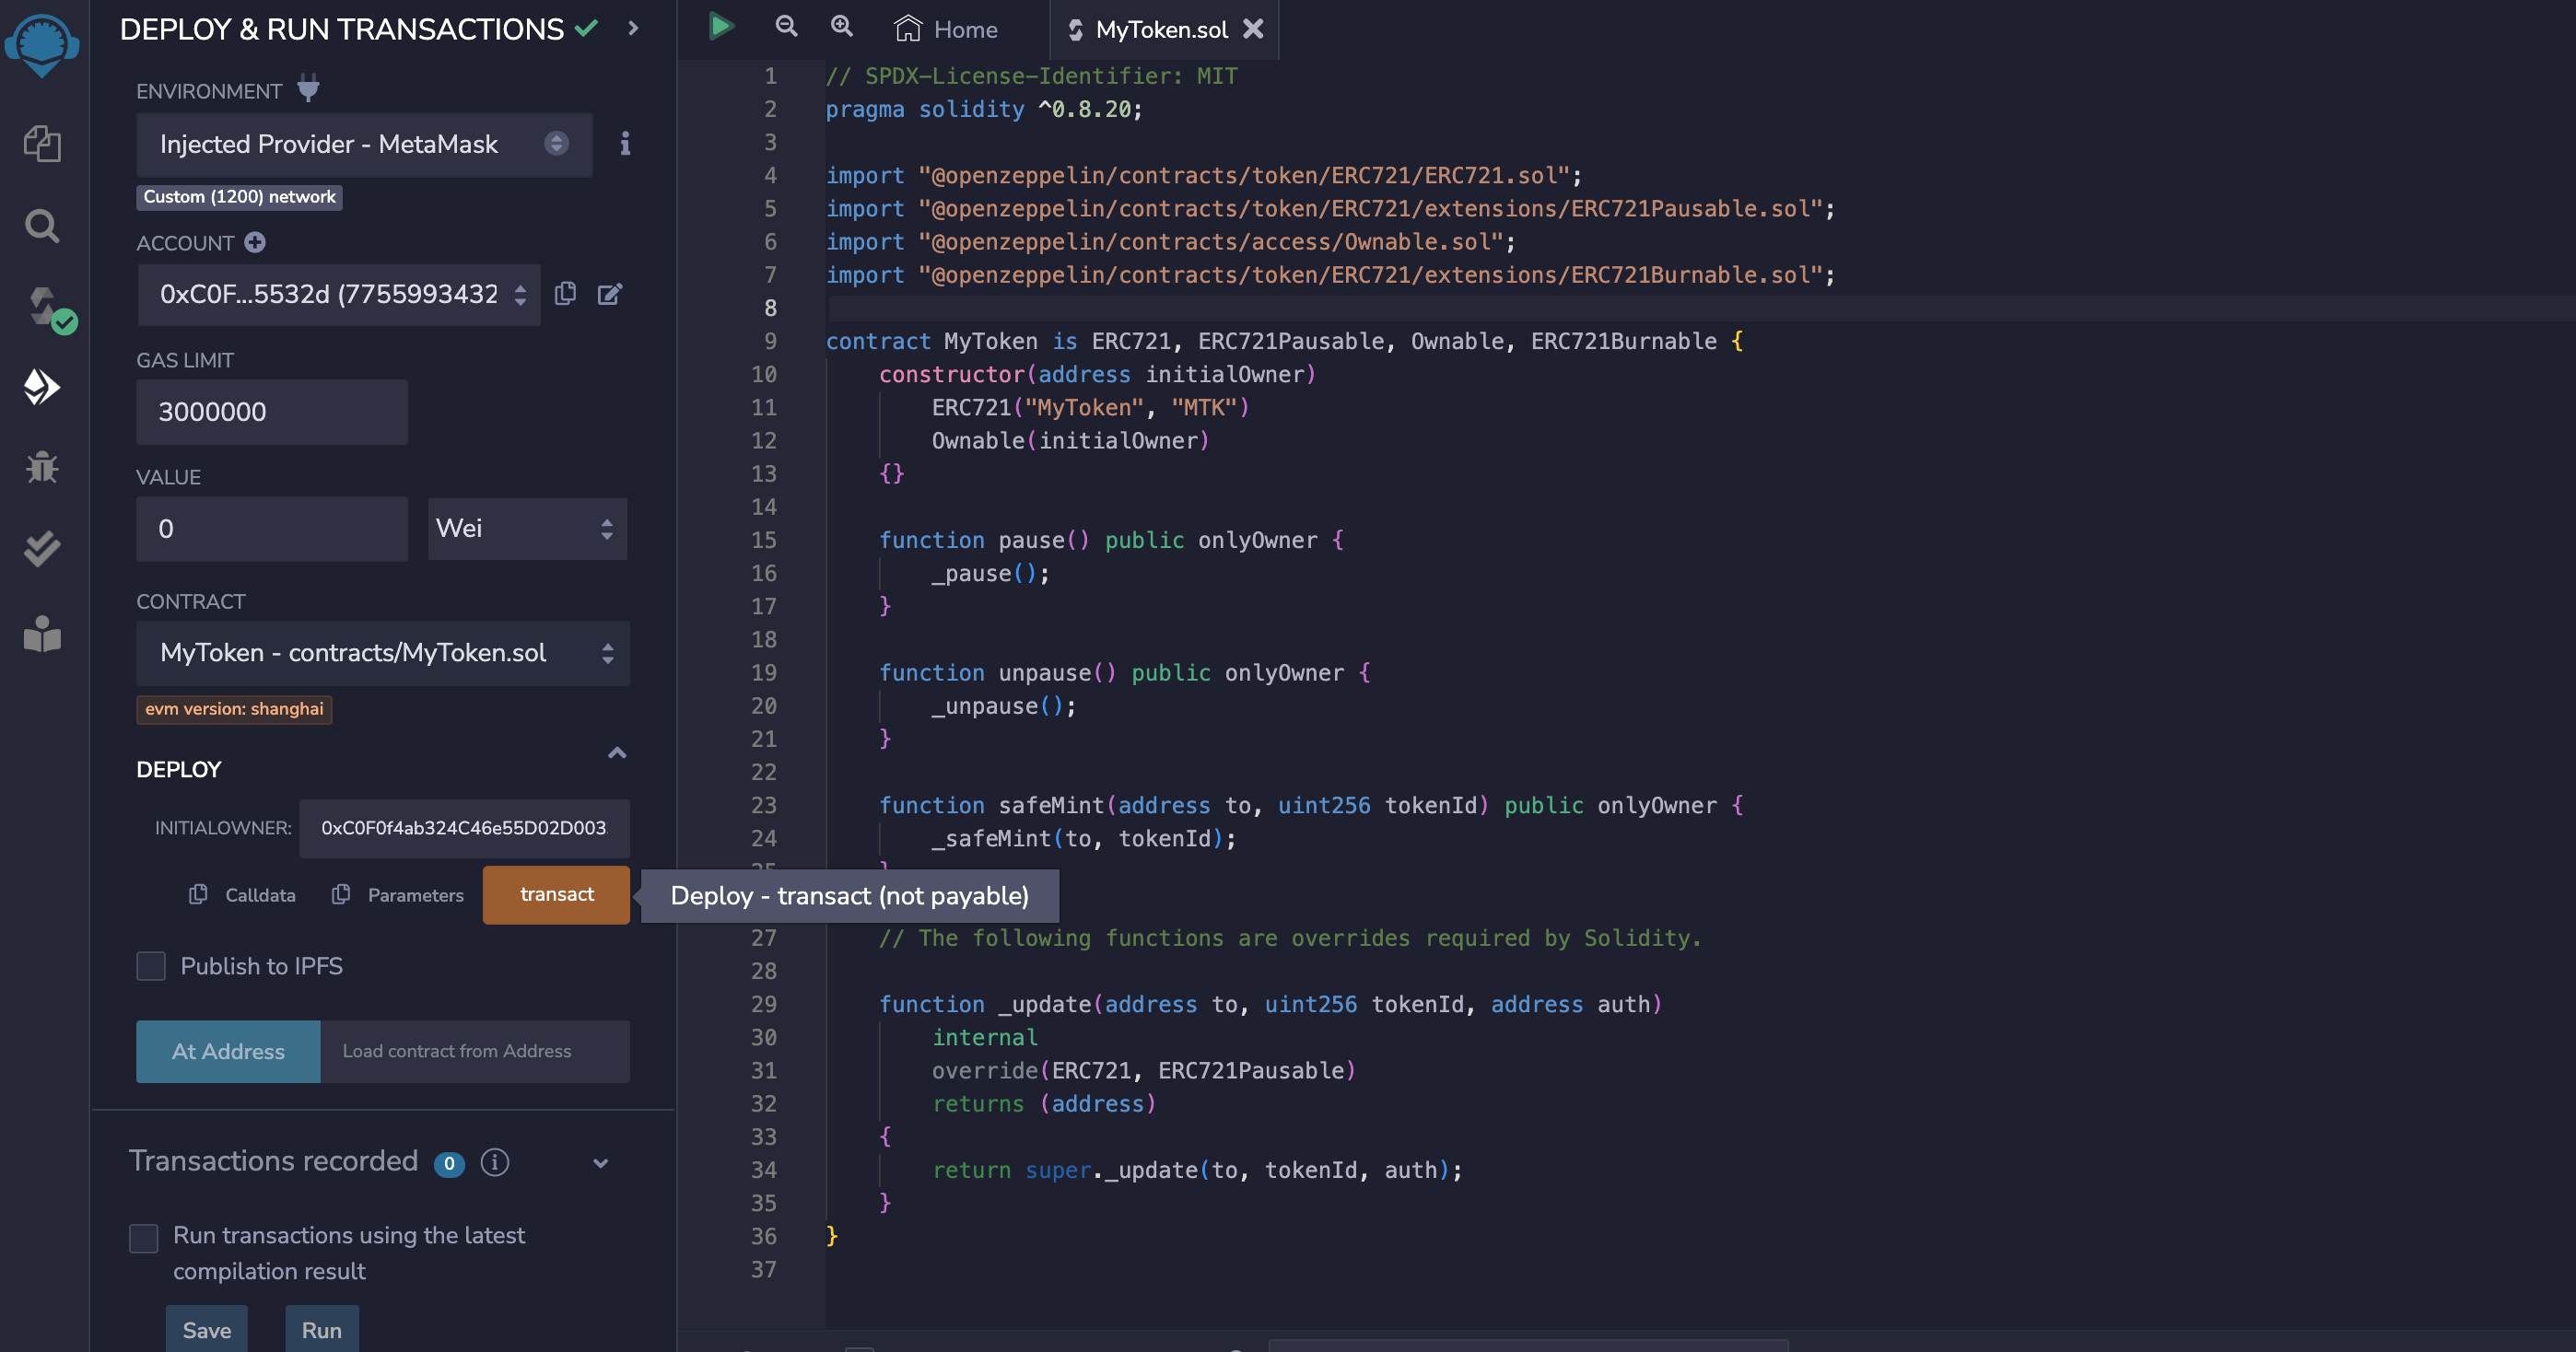 DEPLOY & RUN TRANSACTIONS
ENVIRONMENT
Injected Provider - MetaMask
Custom (1200) network
ACCOUNT
0xC0F...5532d (7755993432
GAS LIMIT
3000000
VALUE
0
Wei
CONTRACT
MyToken - contracts/MyToken.sol
evm version: shanghai
DEPLOY
INITIALOWNER: 0xC0F0f4ab324C46e55D02D003
Calldata Parameters transact
Deploy - transact (not payable)
Publish to IPFS
At Address Load contract from Address
Transactions recorded 0 i
Run transactions using the latest
compilation result
Save Run
Home MyToken.sol
1 // SPDX-License-Identifier: MIT
2 pragma solidity ^0.8.20;
3
4 import "@openzeppelin/contracts/token/ERC721/ERC721.sol";
5 import "@openzeppelin/contracts/token/ERC721/extensions/ERC721Pausable.sol";
6 import "@openzeppelin/contracts/access/Ownable.sol";
7 import "@openzeppelin/contracts/token/ERC721/extensions/ERC721Burnable.sol";
8
9 contract MyToken is ERC721, ERC721Pausable, Ownable, ERC721Burnable {
10 constructor(address initialOwner)
11 ERC721("MyToken", "MTK")
12 Ownable(initialOwner)
13 {}
14
15 function pause() public onlyOwner {
16 _pause();
17 }
18
19 function unpause() public onlyOwner {
20 _unpause();
21 }
22
23 function safeMint(address to, uint256 tokenId) public onlyOwner {
24 _safeMint(to, tokenId);
27 // The following functions are overrides required by Solidity.
28
29 function _update(address to, uint256 tokenId, address auth)
30 internal
31 override(ERC721, ERC721Pausable)
32 returns (address)
33 {
34 return super._update(to, tokenId, auth);
35 }
36 }
37